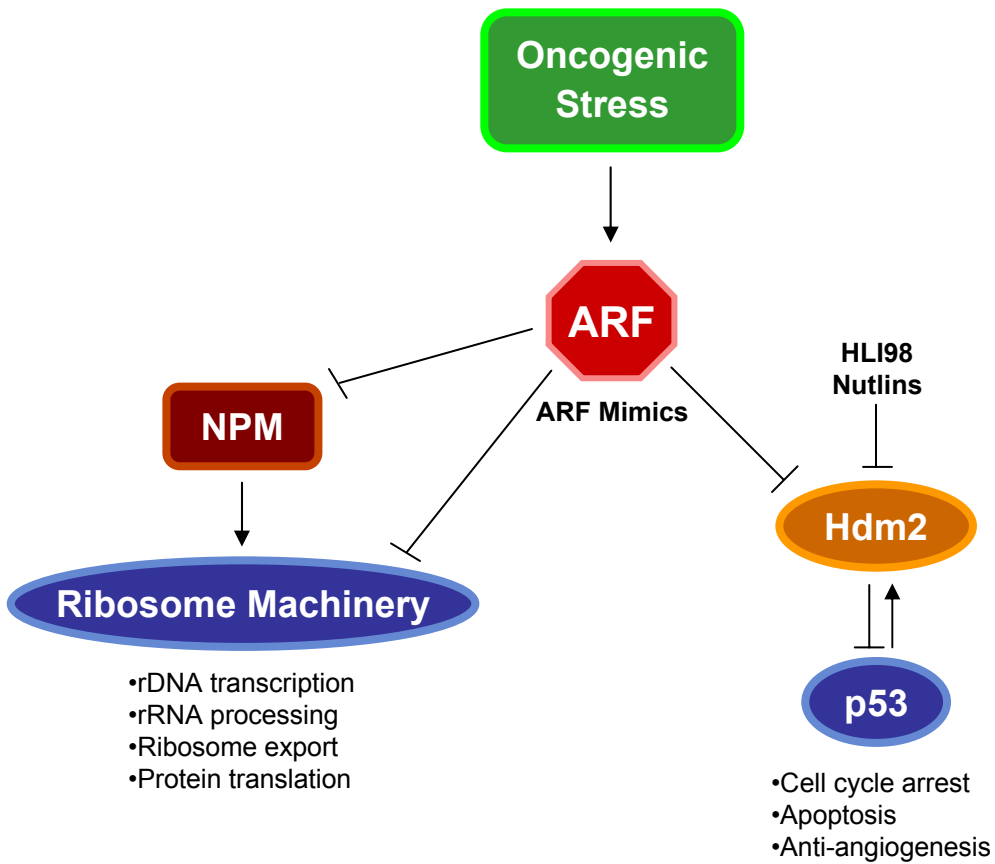 Oncogenic
Stress
ARF
HLI98
Nutlins
ARF Mimics
NPM
Hdm2
Ribosome Machinery
•rDNA transcription
•rRNA processing
•Ribosome export
•Protein translation
p53
•Cell cycle arrest
•Apoptosis
•Anti-angiogenesis